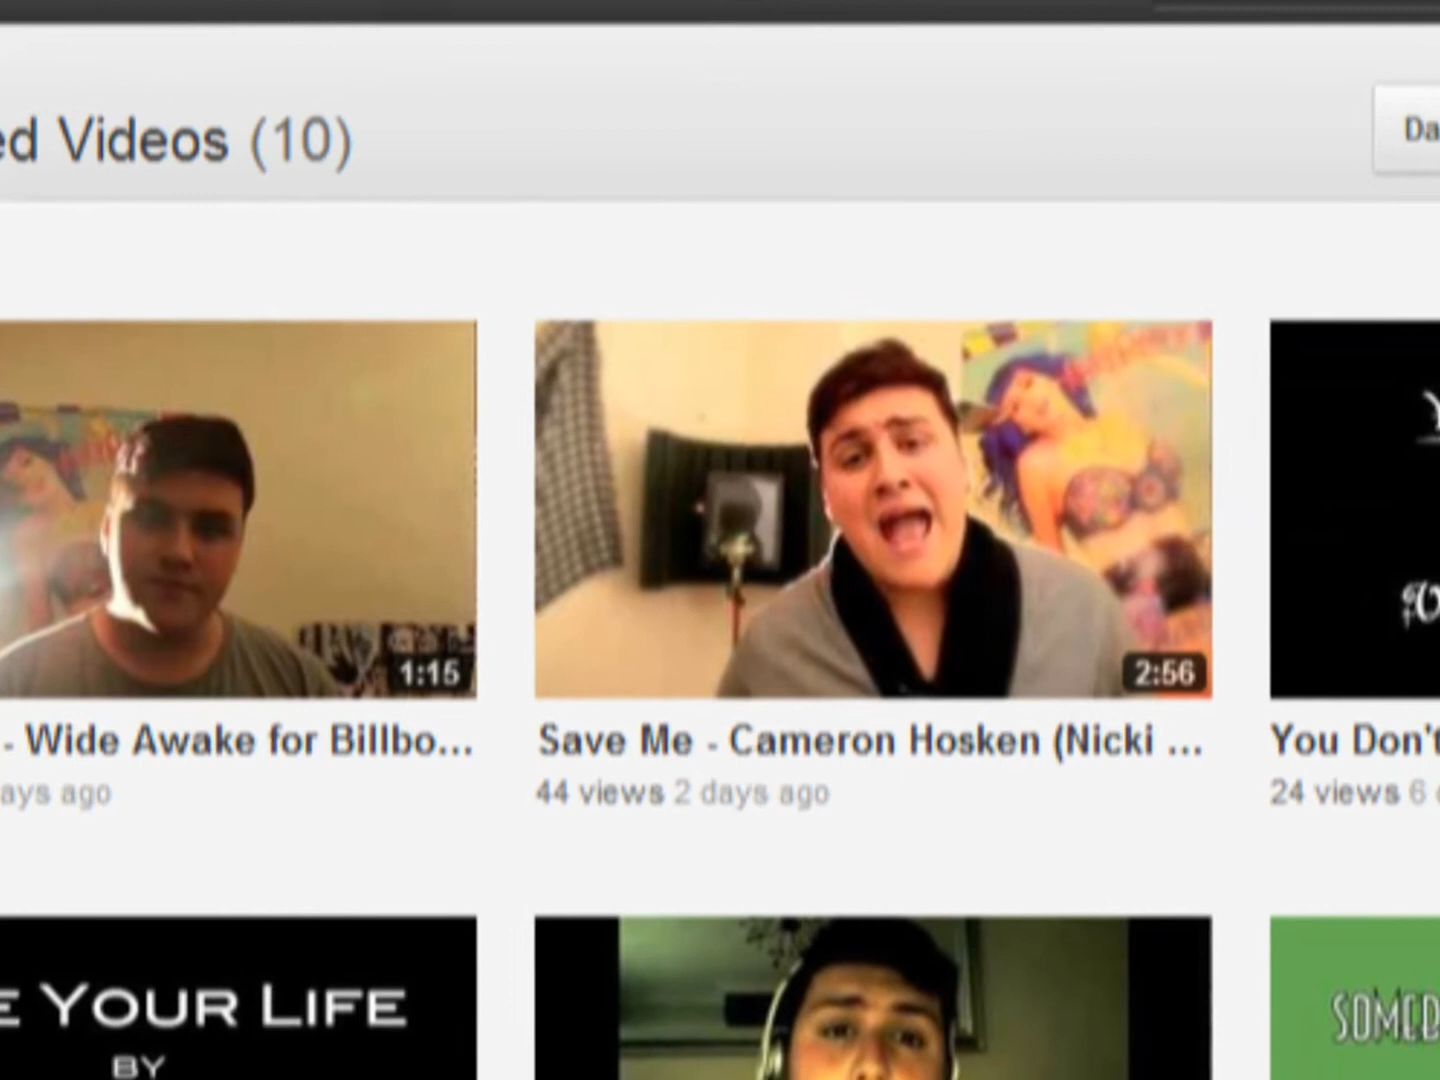 ed Videos (10)
Da
1:15
2:56
- Wide Awake for Billbo...
Save Me - Cameron Hosken (Nicki ...
You Don't
ays ago
44 views 2 days ago
24 views 6
E YOUR LIFE
BY
SOMEB